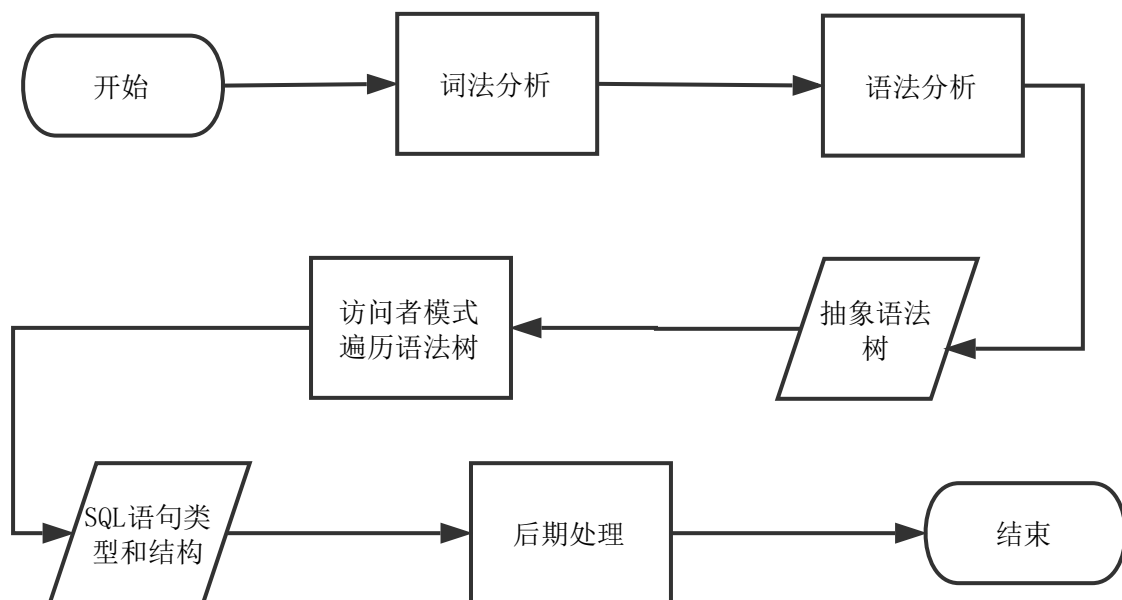 开始
词法分析
语法分析
抽象语法
树
访问者模式
遍历语法树
SQL语句类
型和结构
后期处理
结束